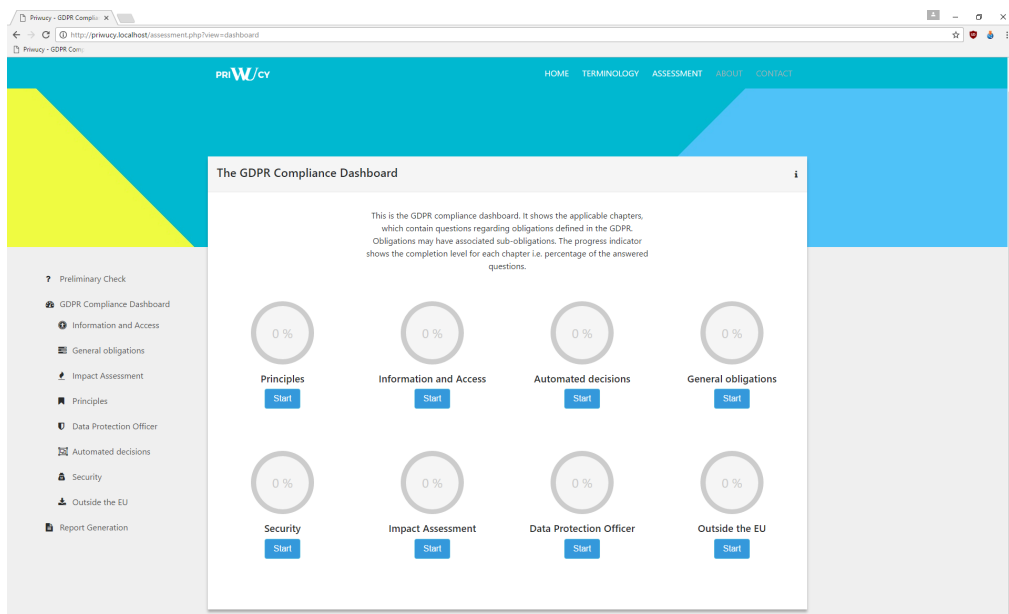 Priwucy - GDPR Complia
http://priwucy.localhost/assessment.php?view=dashboard
Priwucy - GDPR Com
PRIWUCY
HOME TERMINOLOGY ASSESSMENT ABOUT CONTACT
The GDPR Compliance Dashboard
This is the GDPR compliance dashboard. It shows the applicable chapters,
which contain questions regarding obligations defined in the GDPR.
Obligations may have associated sub-obligations. The progress indicator
shows the completion level for each chapter i.e. percentage of the answered
questions.
? Preliminary Check
GDPR Compliance Dashboard
Information and Access
General obligations
Impact Assessment
Principles
Data Protection Officer
Automated decisions
Security
Outside the EU
Report Generation
0 % 0 % 0 % 0 %
Principles Information and Access Automated decisions General obligations
Start Start Start Start
0 % 0 % 0 % 0 %
Security Impact Assessment Data Protection Officer Outside the EU
Start Start Start Start